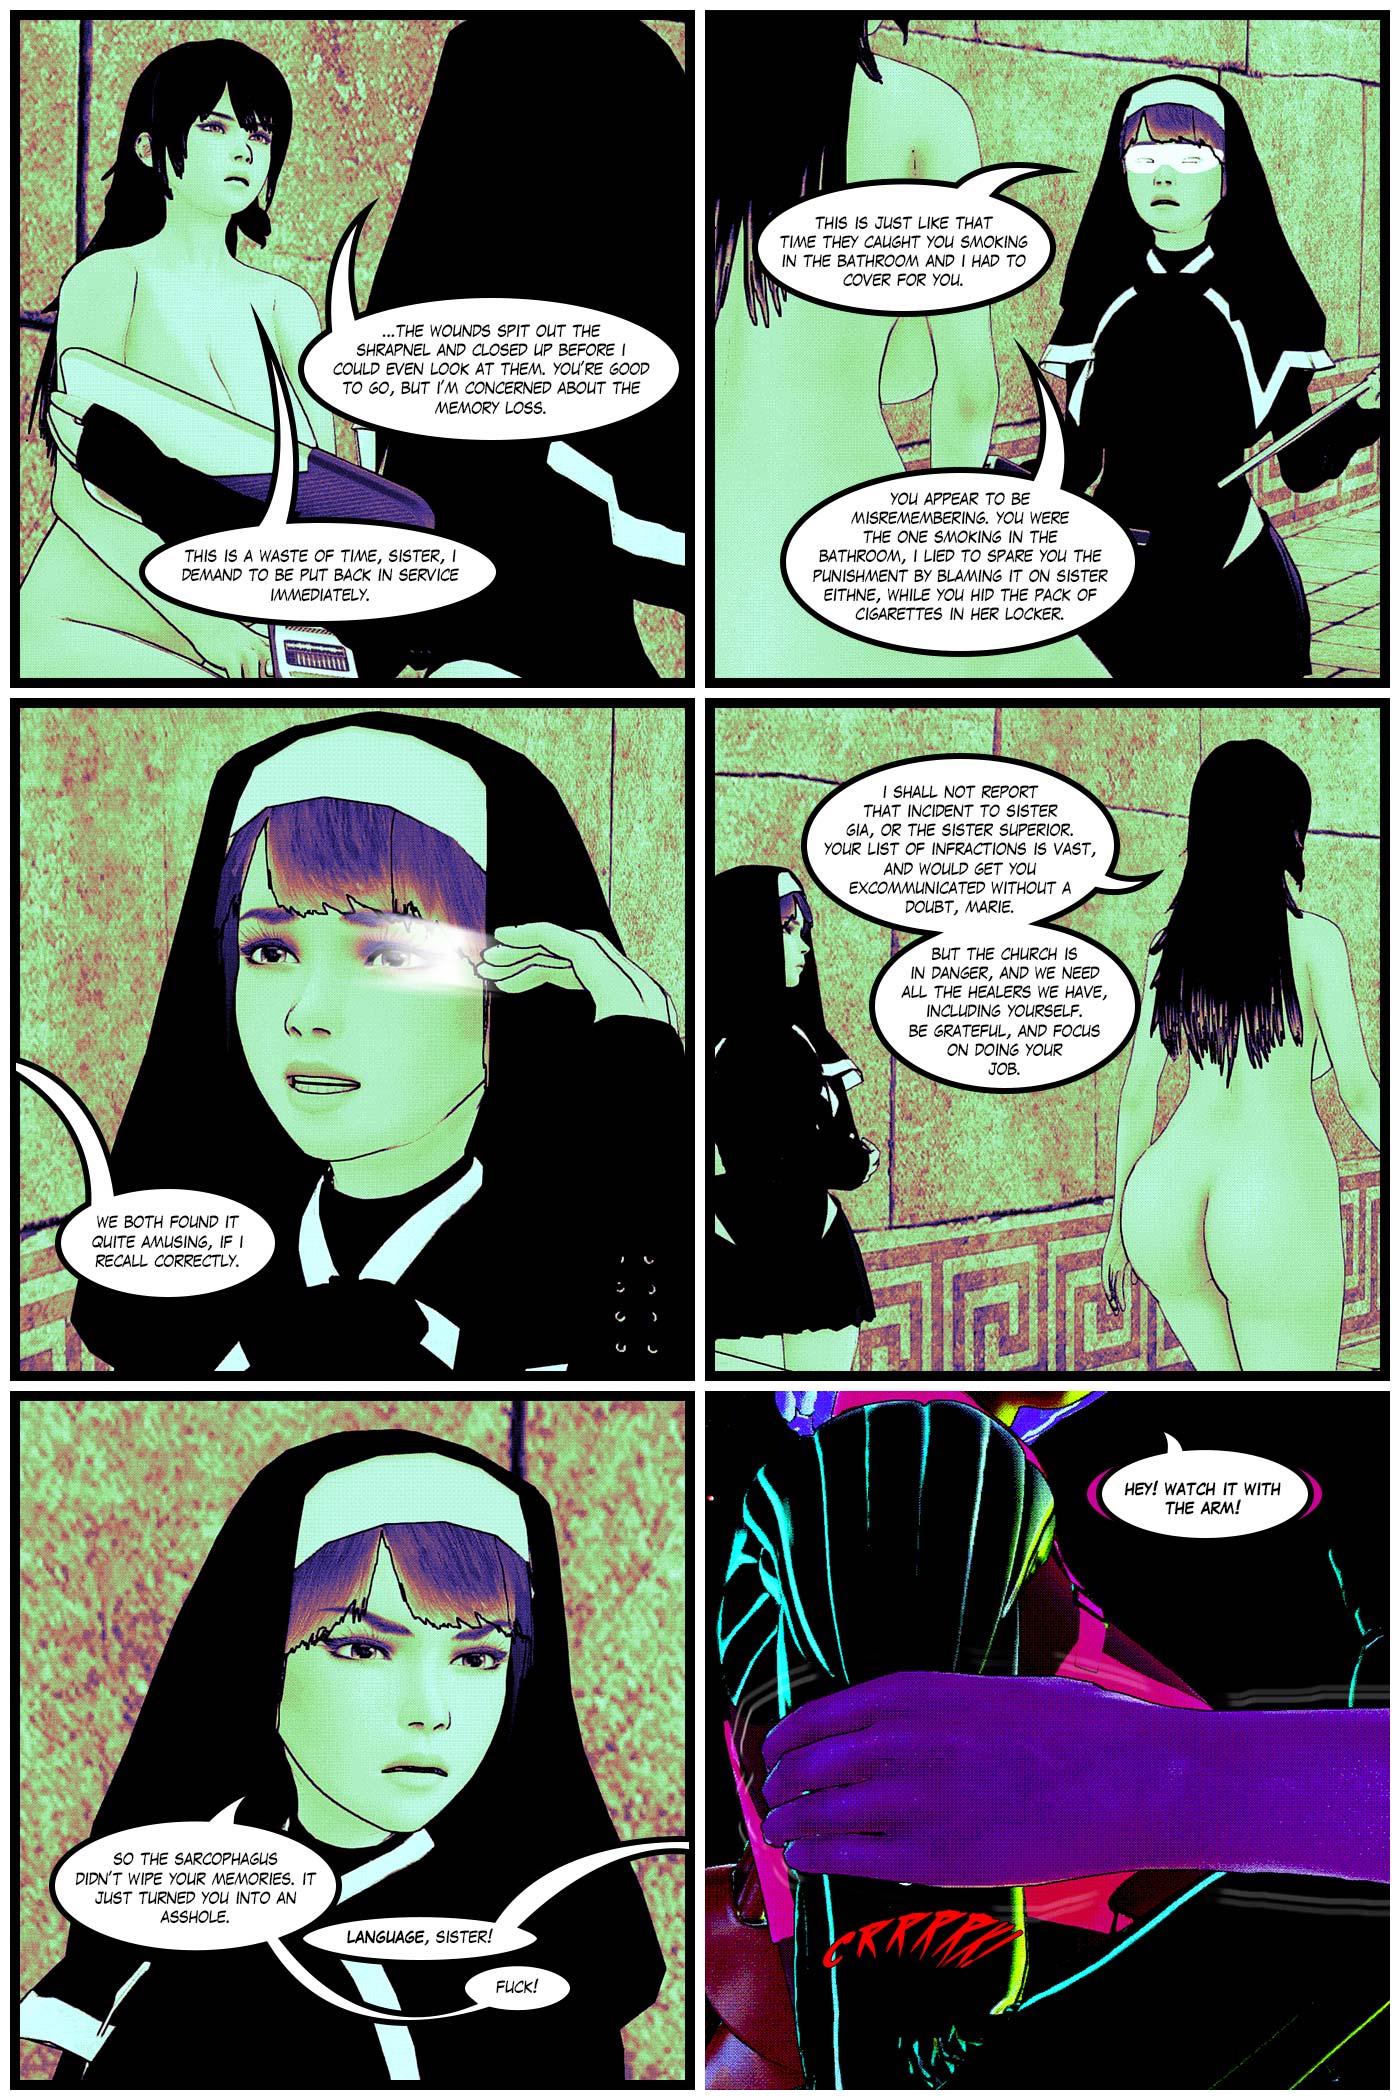 ...THE WOUNDS SPIT OUT THE
SHRAPNEL AND CLOSED UP BEFORE I
COULD EVEN LOOK AT THEM. YOU'RE GOOD
TO GO, BUT I'M CONCERNED ABOUT THE
MEMORY LOSS.
THIS IS A WASTE OF TIME, SISTER, I
DEMAND TO BE PUT BACK IN SERVICE
IMMEDIATELY.
THIS IS JUST LIKE THAT
TIME THEY CAUGHT YOU SMOKING
IN THE BATHROOM AND I HAD TO
COVER FOR YOU.
YOU APPEAR TO BE
MISREMEMBERING. YOU WERE
THE ONE SMOKING IN THE
BATHROOM, I LIED TO SPARE YOU THE
PUNISHMENT BY BLAMING IT ON SISTER
EITHNE, WHILE YOU HID THE PACK OF
CIGARETTES IN HER LOCKER.
WE BOTH FOUND IT
QUITE AMUSING, IF I
RECALL CORRECTLY.
I SHALL NOT REPORT
THAT INCIDENT TO SISTER
GIA, OR THE SISTER SUPERIOR.
YOUR LIST OF INFRACTIONS IS VAST,
AND WOULD GET YOU
EXCOMMUNICATED WITHOUT A
DOUBT, MARIE.
BUT THE CHURCH IS
IN DANGER, AND WE NEED
ALL THE HEALERS WE HAVE,
INCLUDING YOURSELF.
BE GRATEFUL, AND FOCUS
ON DOING YOUR
JOB.
SO THE SARCOPHAGUS
DIDN'T WIPE YOUR MEMORIES. IT
JUST TURNED YOU INTO AN
ASSHOLE.
LANGUAGE, SISTER!
FUCK!
HEY! WATCH IT WITH
THE ARM!